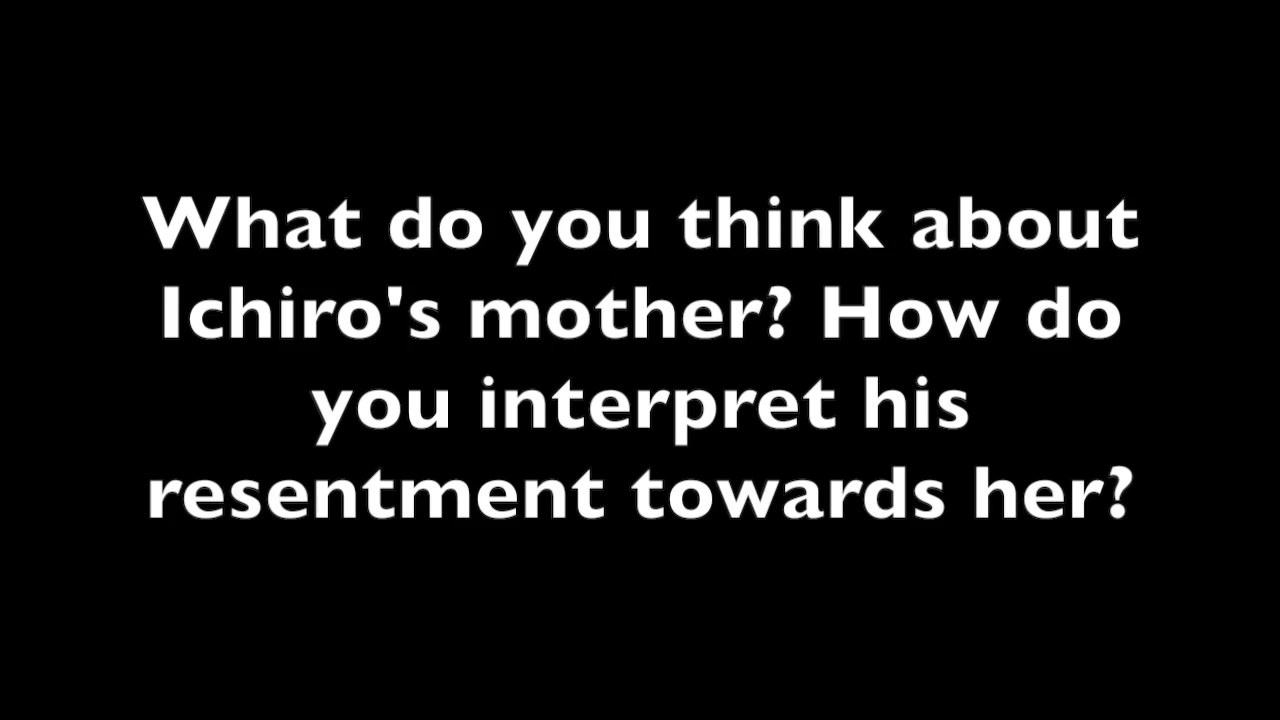 What do you think about
Ichiro's mother? How do
you interpret his
resentment towards her?